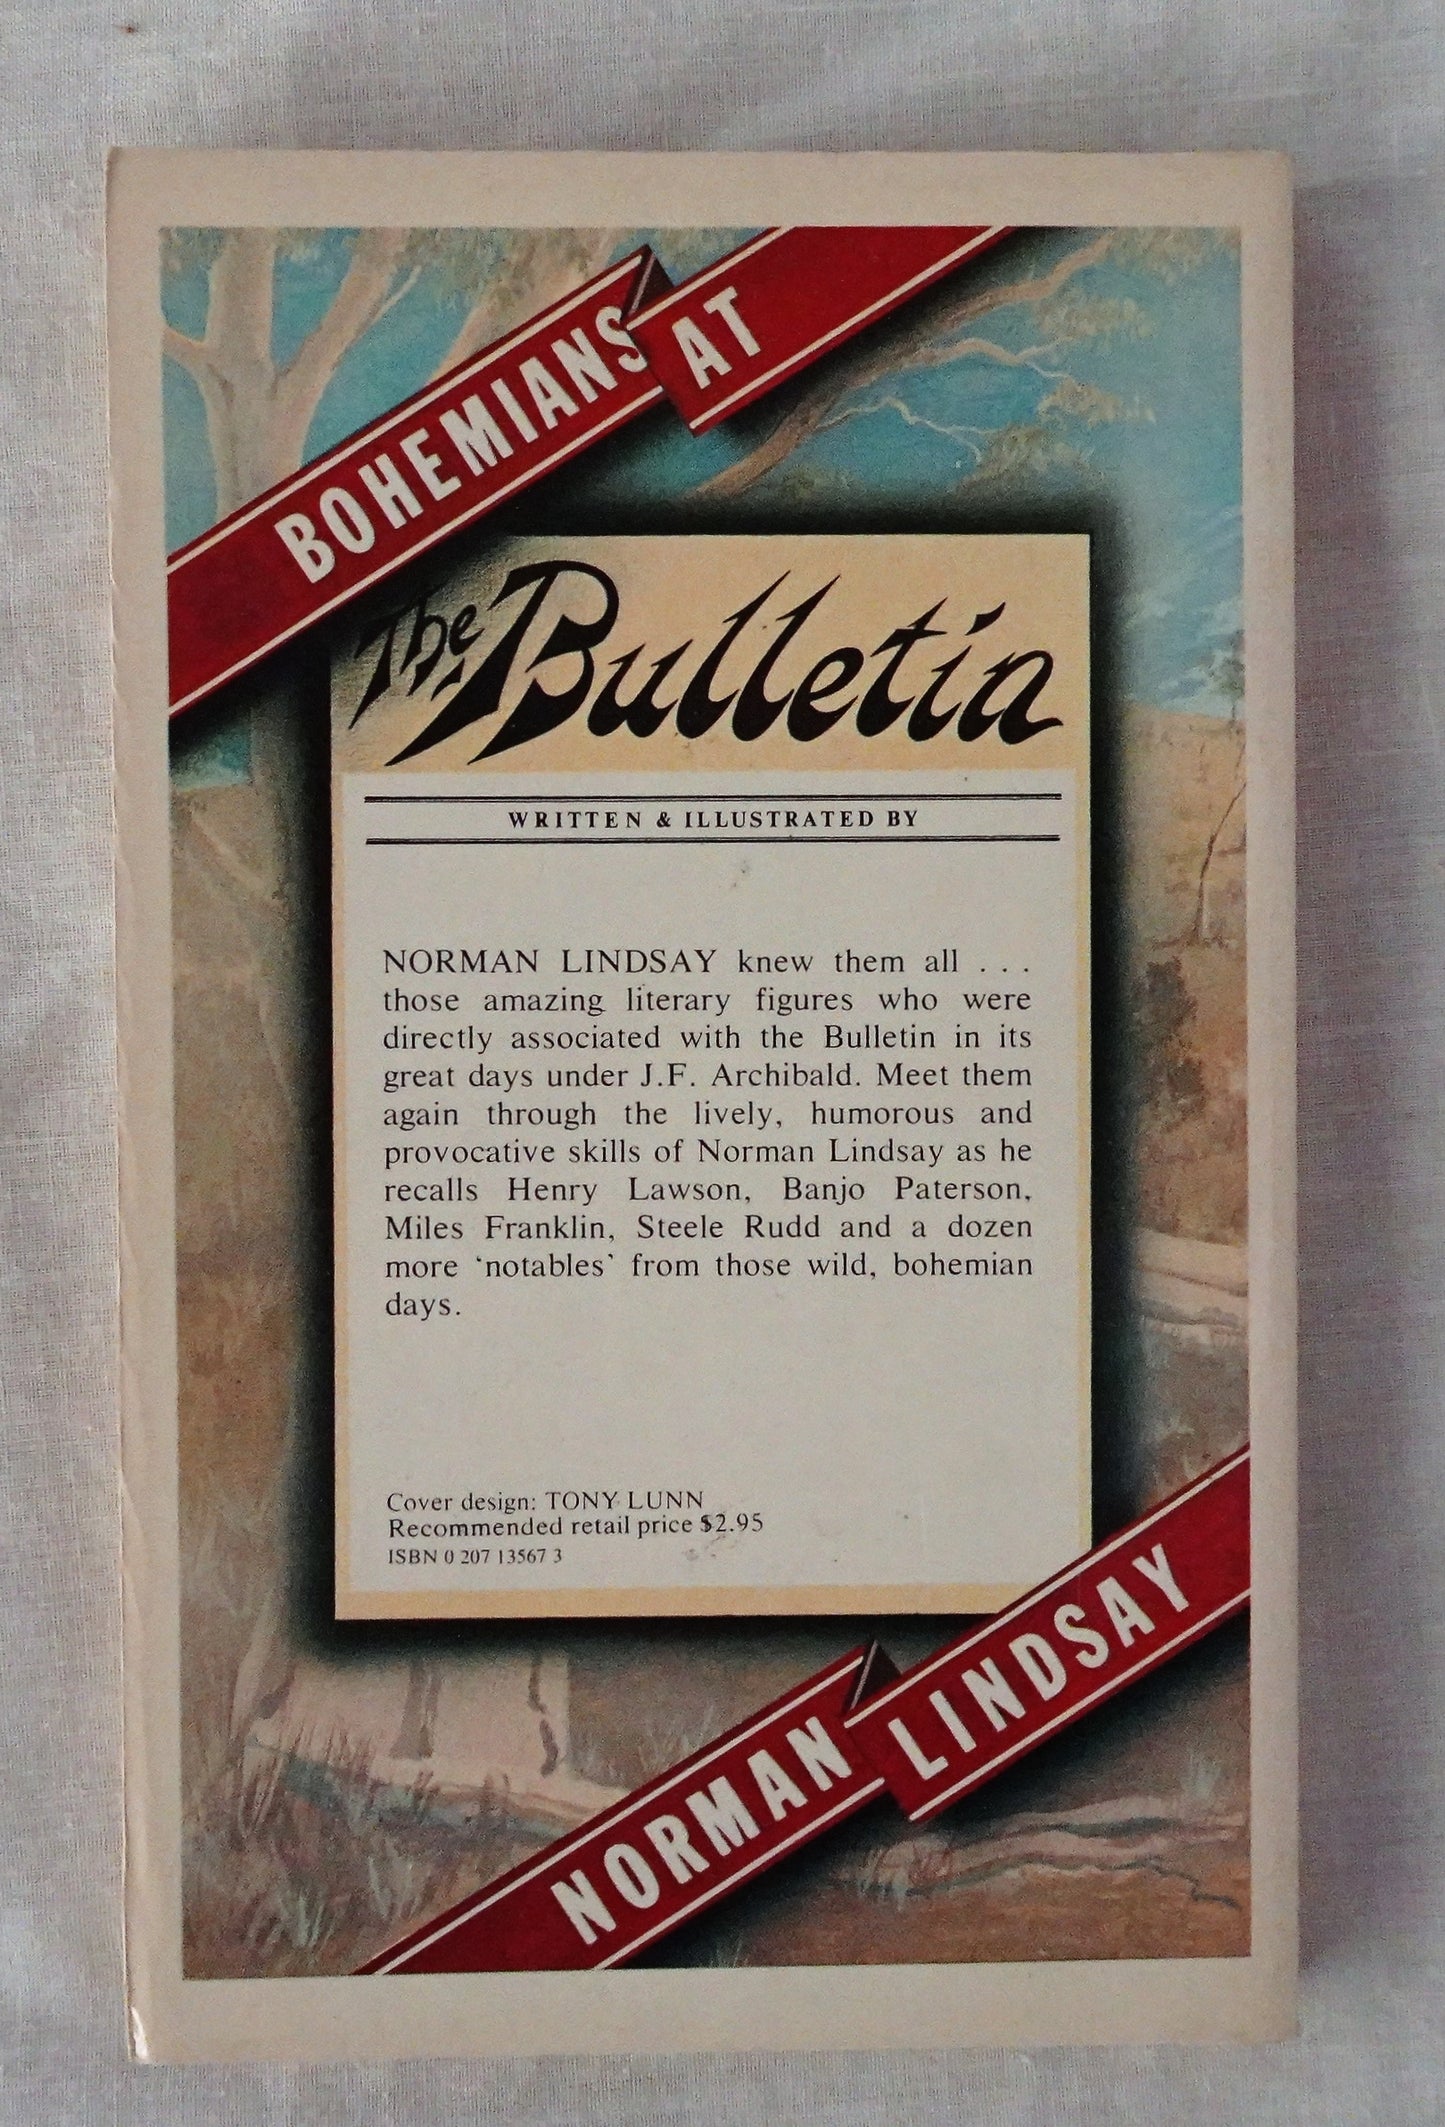 BOHEMIANS AT
The Bulletin
WRITTEN & ILLUSTRATED BY
NORMAN LINDSAY knew them all . . .
those amazing literary figures who were
directly associated with the Bulletin in its
great days under J.F. Archibald. Meet them
again through the lively, humorous and
provocative skills of Norman Lindsay as he
recalls Henry Lawson, Banjo Paterson,
Miles Franklin, Steele Rudd and a dozen
more ‘notables’ from those wild, bohemian
days.
Cover design: TONY LUNN
Recommended retail price $2.95
ISBN 0 207 13567 3
NORMAN LINDSAY